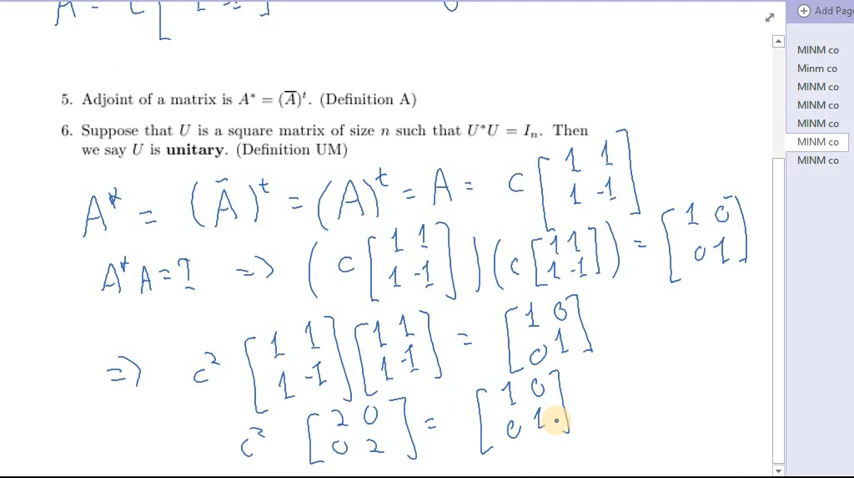 A = C [ 1 ]
Add Page
5. Adjoint of a matrix is A* = (A̅)ᵗ. (Definition A)
6. Suppose that U is a square matrix of size n such that U*U = Iₙ. Then
we say U is unitary. (Definition UM)
A* = (Ā)ᵗ = (A)ᵗ = A = C [1 1; 1 -1]
A*A = ? => (C [1 1; 1 -1]) (C [1 1; 1 -1]) = [1 0; 0 1]
=> C² [1 1; 1 -1] [1 1; 1 -1] = [1 0; 0 1]
C² [2 0; 0 2] = [1 0; 0 1]
MINM co
Minm co
MINM co
MINM co
MINM co
MINM co
MINM co